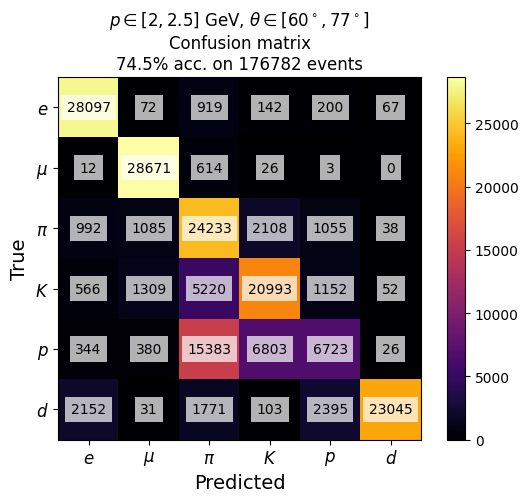 p ∈ [2, 2.5] GeV, θ ∈ [60°, 77°]
Confusion matrix
74.5% acc. on 176782 events
e 28097 72 919 142 200 67
μ 12 28671 614 26 3 0
π 992 1085 24233 2108 1055 38
K 566 1309 5220 20993 1152 52
p 344 380 15383 6803 6723 26
d 2152 31 1771 103 2395 23045
e μ π K p d
True
Predicted
25000
20000
15000
10000
5000
0